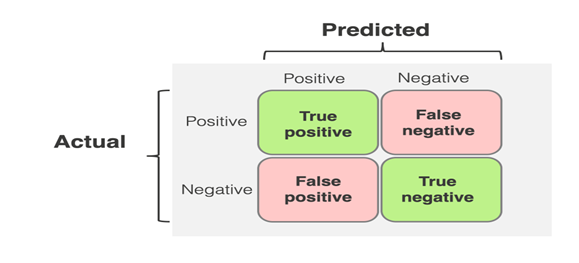 Predicted
Positive Negative
Actual
Positive
True
positive
False
negative
Negative
False
positive
True
negative